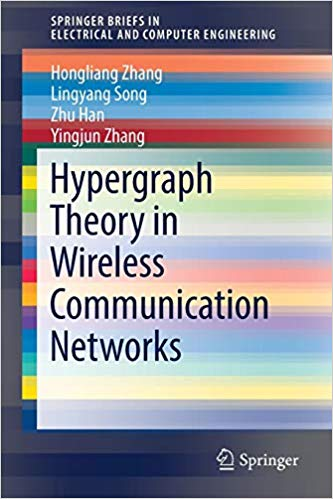 SPRINGER BRIEFS IN
ELECTRICAL AND COMPUTER ENGINEERING
Hongliang Zhang
Lingyang Song
Zhu Han
Yingjun Zhang
Hypergraph
Theory in
Wireless
Communication
Networks
Springer